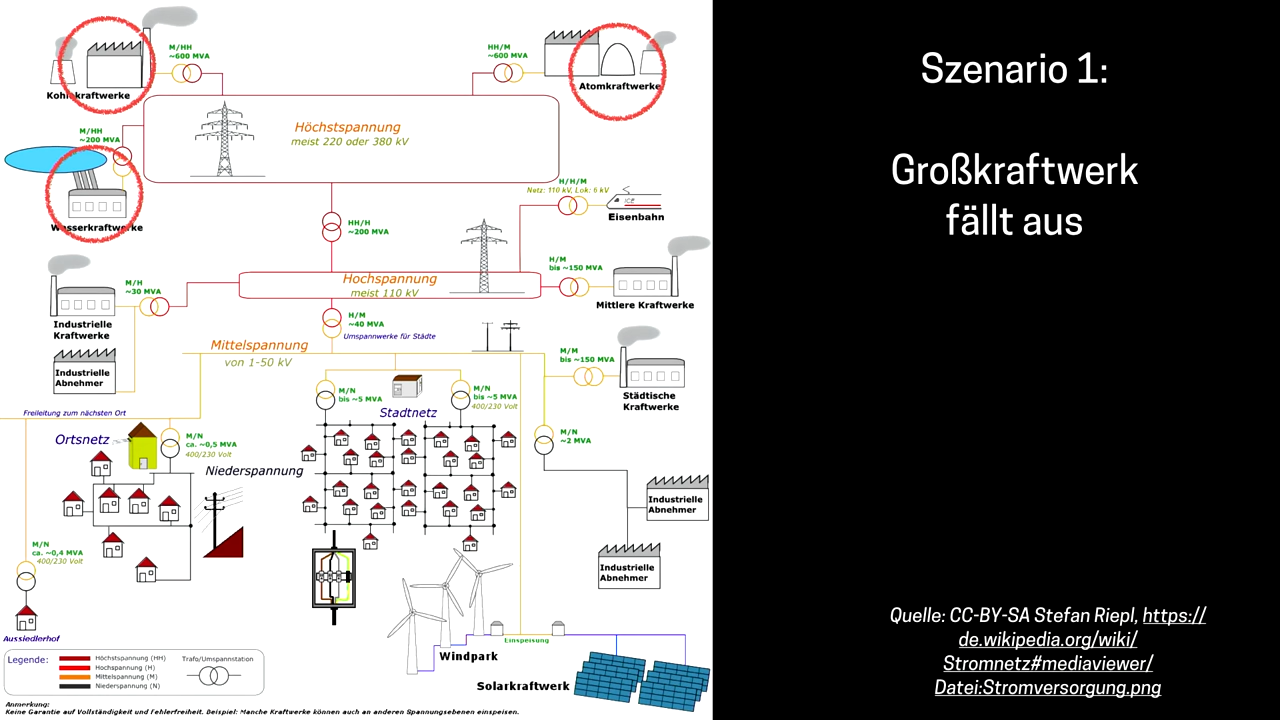 M/HH
~600 MVA
Kohlekraftwerke
HH/M
~600 MVA
Atomkraftwerke
Höchstspannung
meist 220 oder 380 kV
M/HH
~200 MVA
Wasserkraftwerke
HH/H
~200 MVA
H/H/M
Netz: 110 kV, Lok: 6 kV
ICE
Eisenbahn
Hochspannung
meist 110 kV
M/H
~30 MVA
Industrielle
Kraftwerke
H/M
bis ~150 MVA
Mittlere Kraftwerke
H/M
~40 MVA
Umspannwerke für Städte
Mittelspannung
von 1-50 kV
Industrielle
Abnehmer
M/M
bis ~150 MVA
Städtische
Kraftwerke
M/N
bis ~5 MVA
Stadtnetz
M/N
bis ~5 MVA
400/230 Volt
Freileitung zum nächsten Ort
Ortsnetz
M/N
ca. ~0,5 MVA
400/230 Volt
Niederspannung
M/N
~2 MVA
Industrielle
Abnehmer
Industrielle
Abnehmer
M/N
ca. ~0,4 MVA
400/230 Volt
Aussiedlerhof
Einspeisung
Windpark
Solarkraftwerk
Legende:
Höchstspannung (HH)
Hochspannung (H)
Mittelspannung (M)
Niederspannung (N)
Trafo/Umspannstation
Anmerkung:
Keine Garantie auf Vollständigkeit und Fehlerfreiheit. Beispiel: Manche Kraftwerke können auch an anderen Spannungsebenen einspeisen.
Szenario 1:
Großkraftwerk
fällt aus
Quelle: CC-BY-SA Stefan Riepl, https://
de.wikipedia.org/wiki/
Stromnetz#mediaviewer/
Datei:Stromversorgung.png